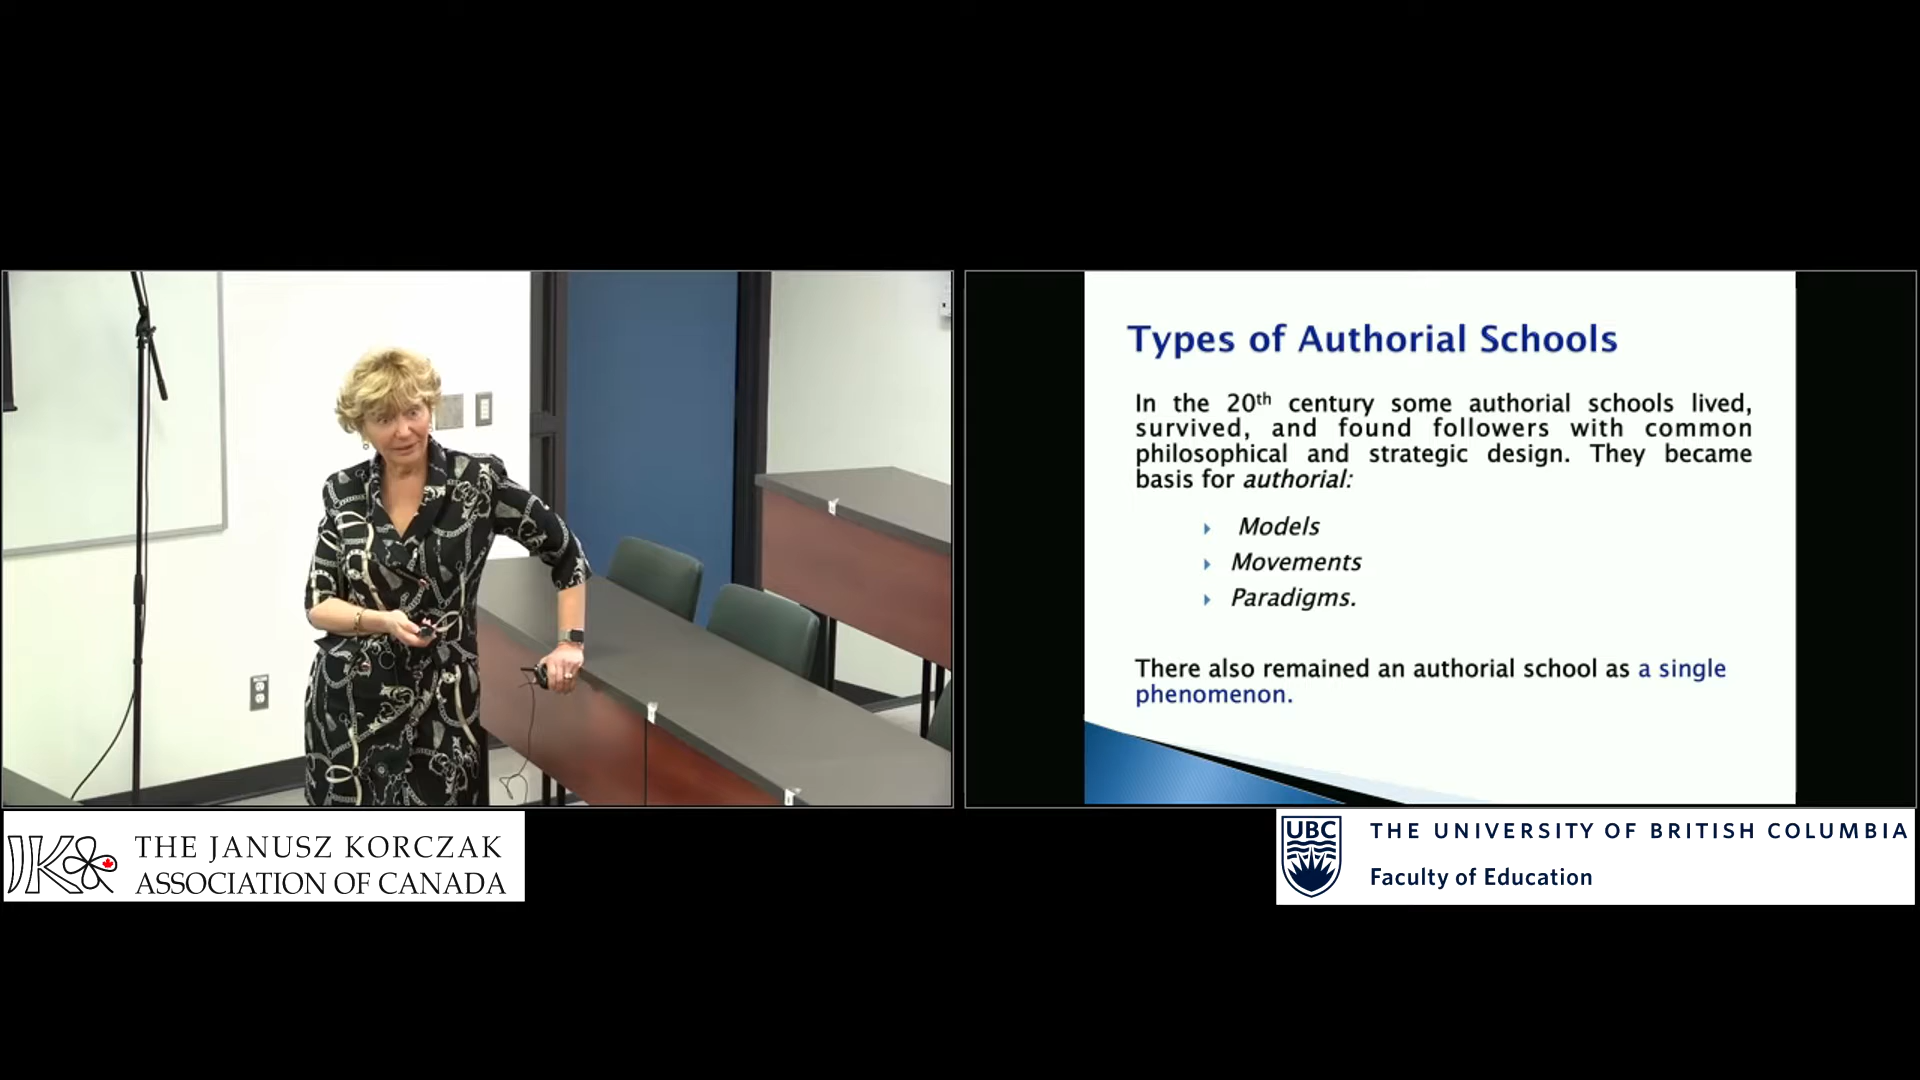 Types of Authorial Schools
In the 20th century some authorial schools lived,
survived, and found followers with common
philosophical and strategic design. They became
basis for authorial:
Models
Movements
Paradigms.
There also remained an authorial school as a single
phenomenon.
THE JANUSZ KORCZAK
ASSOCIATION OF CANADA
UBC
THE UNIVERSITY OF BRITISH COLUMBIA
Faculty of Education